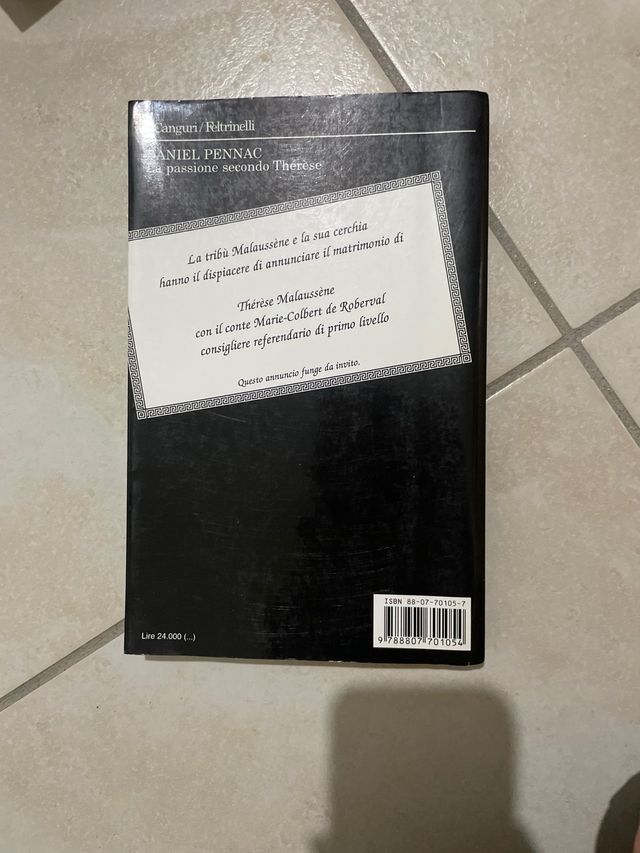 Canguri/Feltrinelli
DANIEL PENNAC
La passione secondo Thérèse
La tribù Malaussène e la sua cerchia
hanno il dispiacere di annunciare il matrimonio di
Thérèse Malaussène
con il conte Marie-Colbert de Roberval
consigliere referendario di primo livello
Questo annuncio funge da invito.
ISBN 88-07-70105-7
9 788807 701054
Lire 24.000 (...)